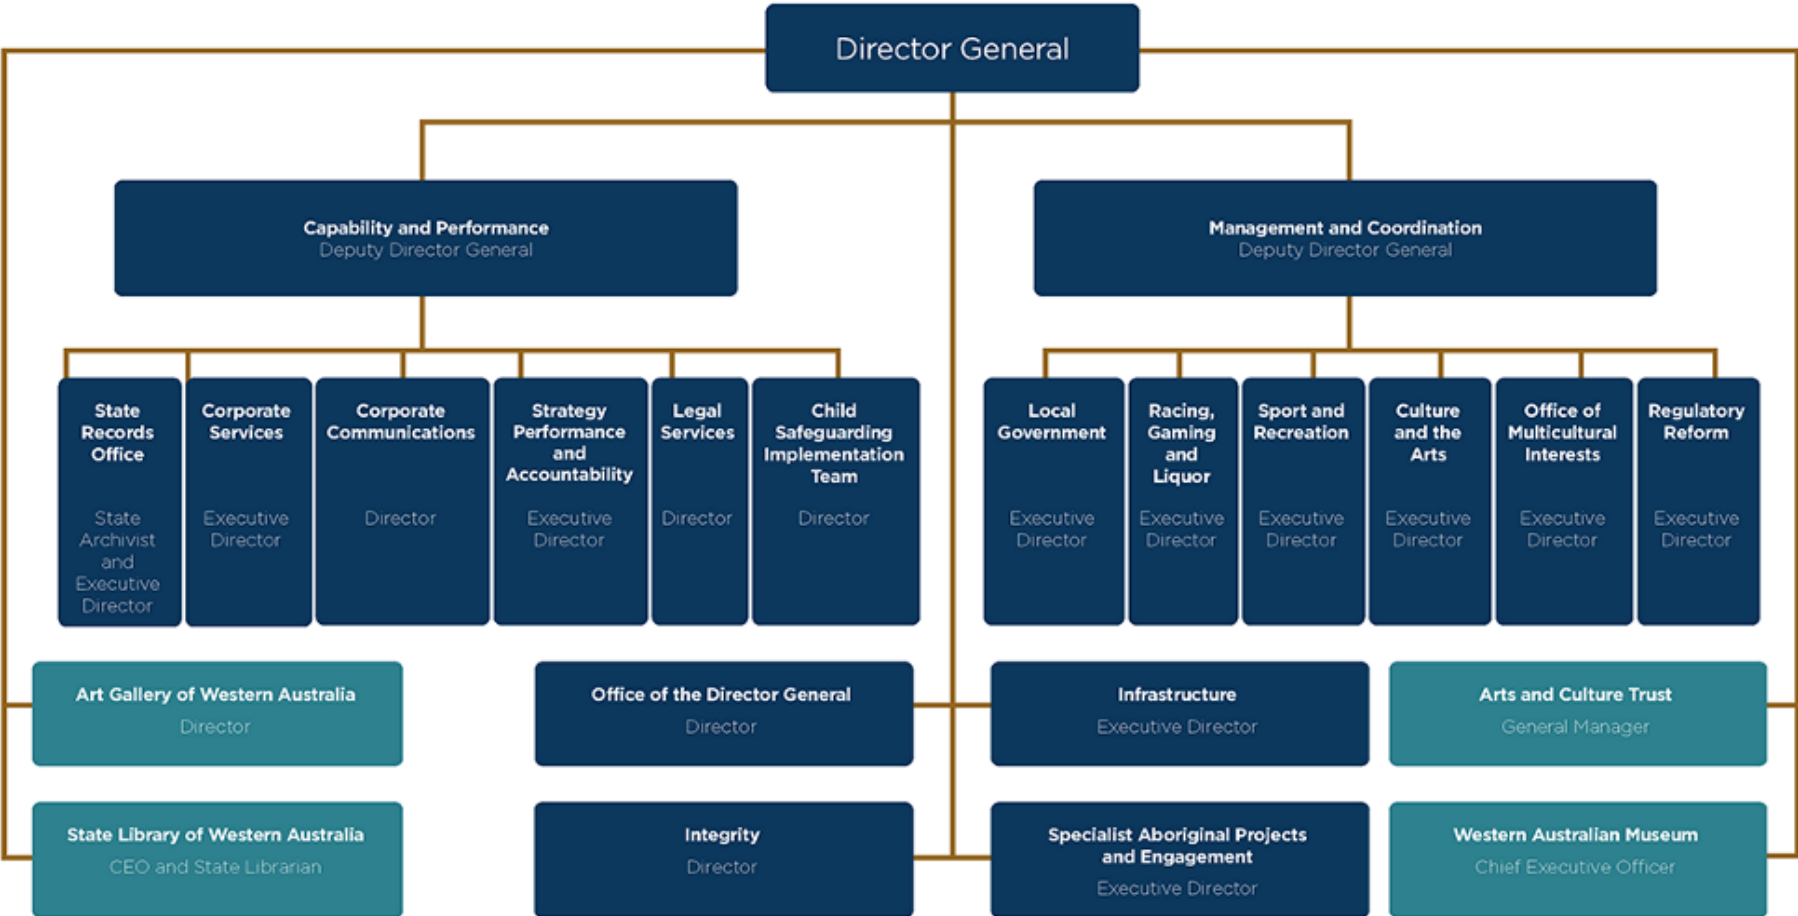 Director General
Capability and Performance
Deputy Director General
Management and Coordination
Deputy Director General
State
Records
Office
State
Archivist
and
Executive
Director
Corporate
Services
Executive
Director
Corporate
Communications
Director
Strategy
Performance
and
Accountability
Executive
Director
Legal
Services
Director
Child
Safeguarding
Implementation
Team
Director
Local
Government
Executive
Director
Racing,
Gaming
and
Liquor
Executive
Director
Sport and
Recreation
Executive
Director
Culture
and the
Arts
Executive
Director
Office of
Multicultural
Interests
Executive
Director
Regulatory
Reform
Executive
Director
Art Gallery of Western Australia
Director
Office of the Director General
Director
Infrastructure
Executive Director
Arts and Culture Trust
General Manager
State Library of Western Australia
CEO and State Librarian
Integrity
Director
Specialist Aboriginal Projects
and Engagement
Executive Director
Western Australian Museum
Chief Executive Officer